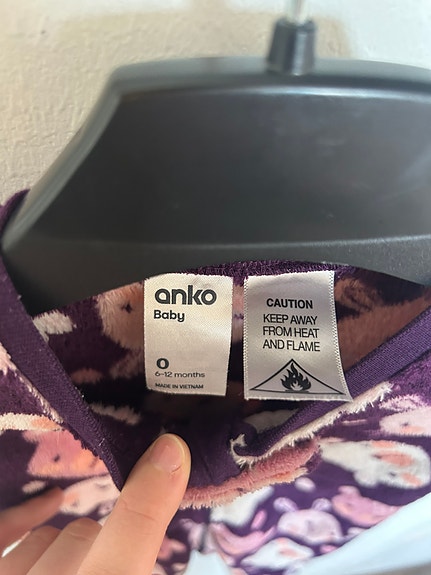 anko
Baby
0
6-12 months
MADE IN VIETNAM
CAUTION
KEEP AWAY
FROM HEAT
AND FLAME